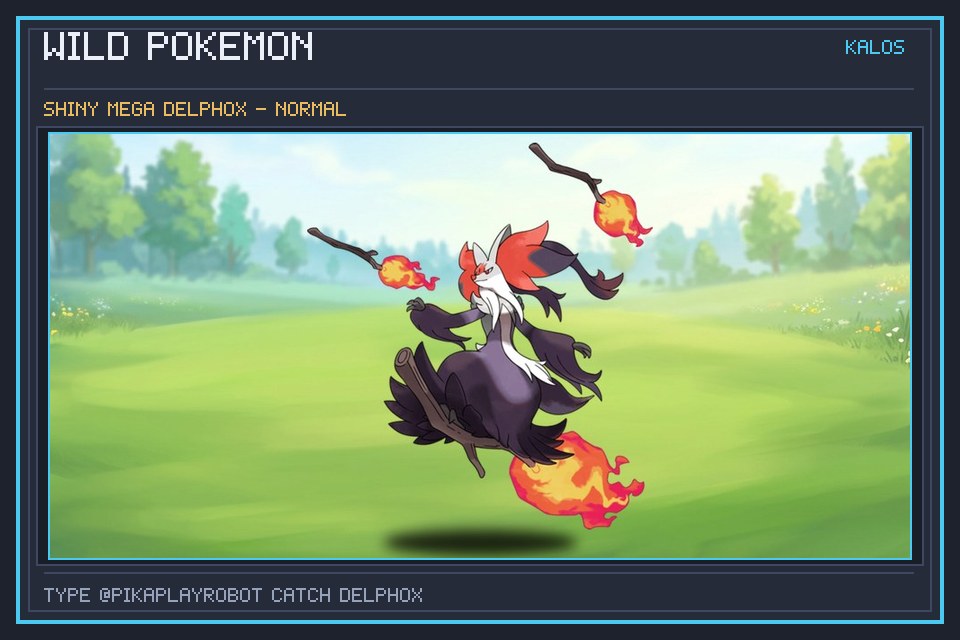 WILD POKEMON
KALOS
SHINY MEGA DELPHOX - NORMAL
TYPE @PIKAPLAYROBOT CATCH DELPHOX